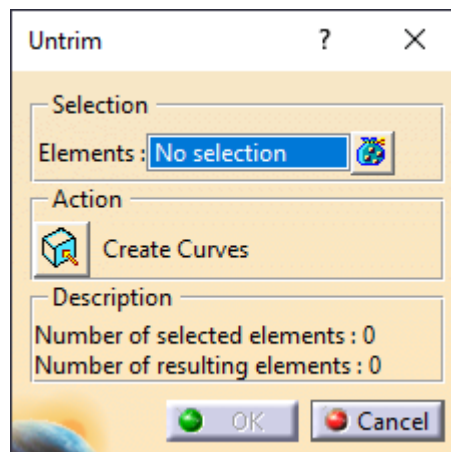 Untrim ? ×
Selection
Elements : No selection
Action
Create Curves
Description
Number of selected elements : 0
Number of resulting elements : 0
OK Cancel